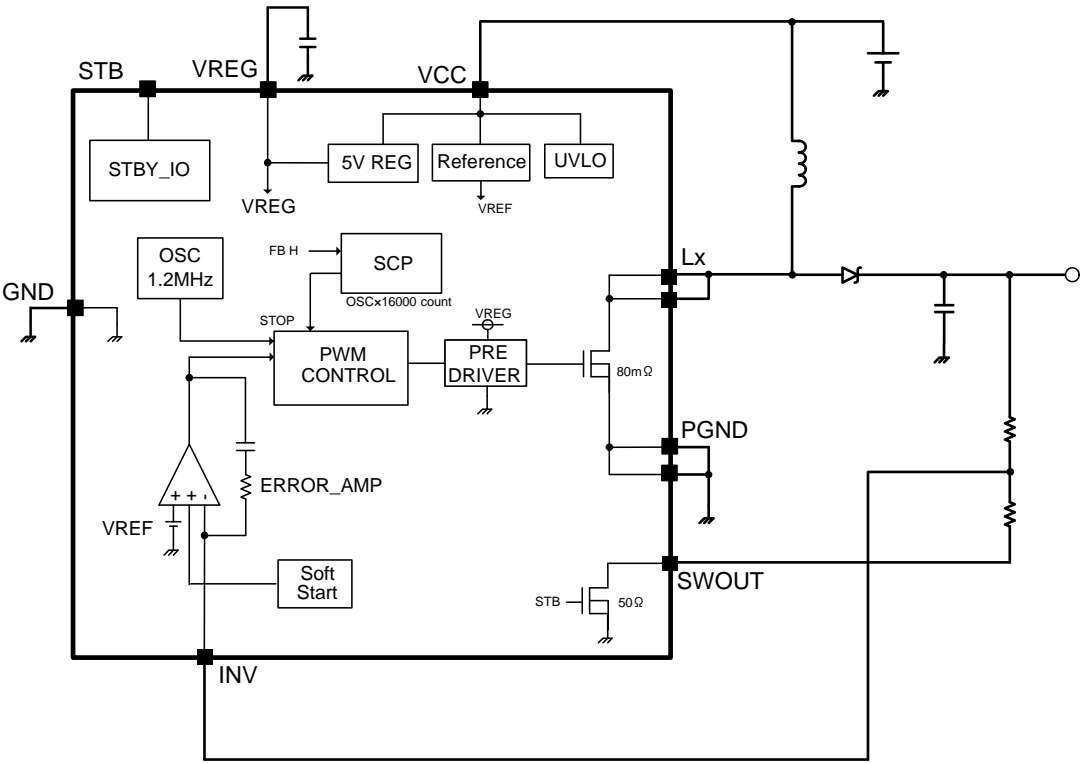 STB
VREG
VCC
STBY_IO
5V REG
Reference
UVLO
VREG
VREF
OSC
1.2MHz
FB H
SCP
OSC×16000 count
Lx
GND
STOP
VREG
PWM
CONTROL
PRE
DRIVER
80mΩ
PGND
+ + -
ERROR_AMP
VREF
Soft
Start
SWOUT
STB
50Ω
INV